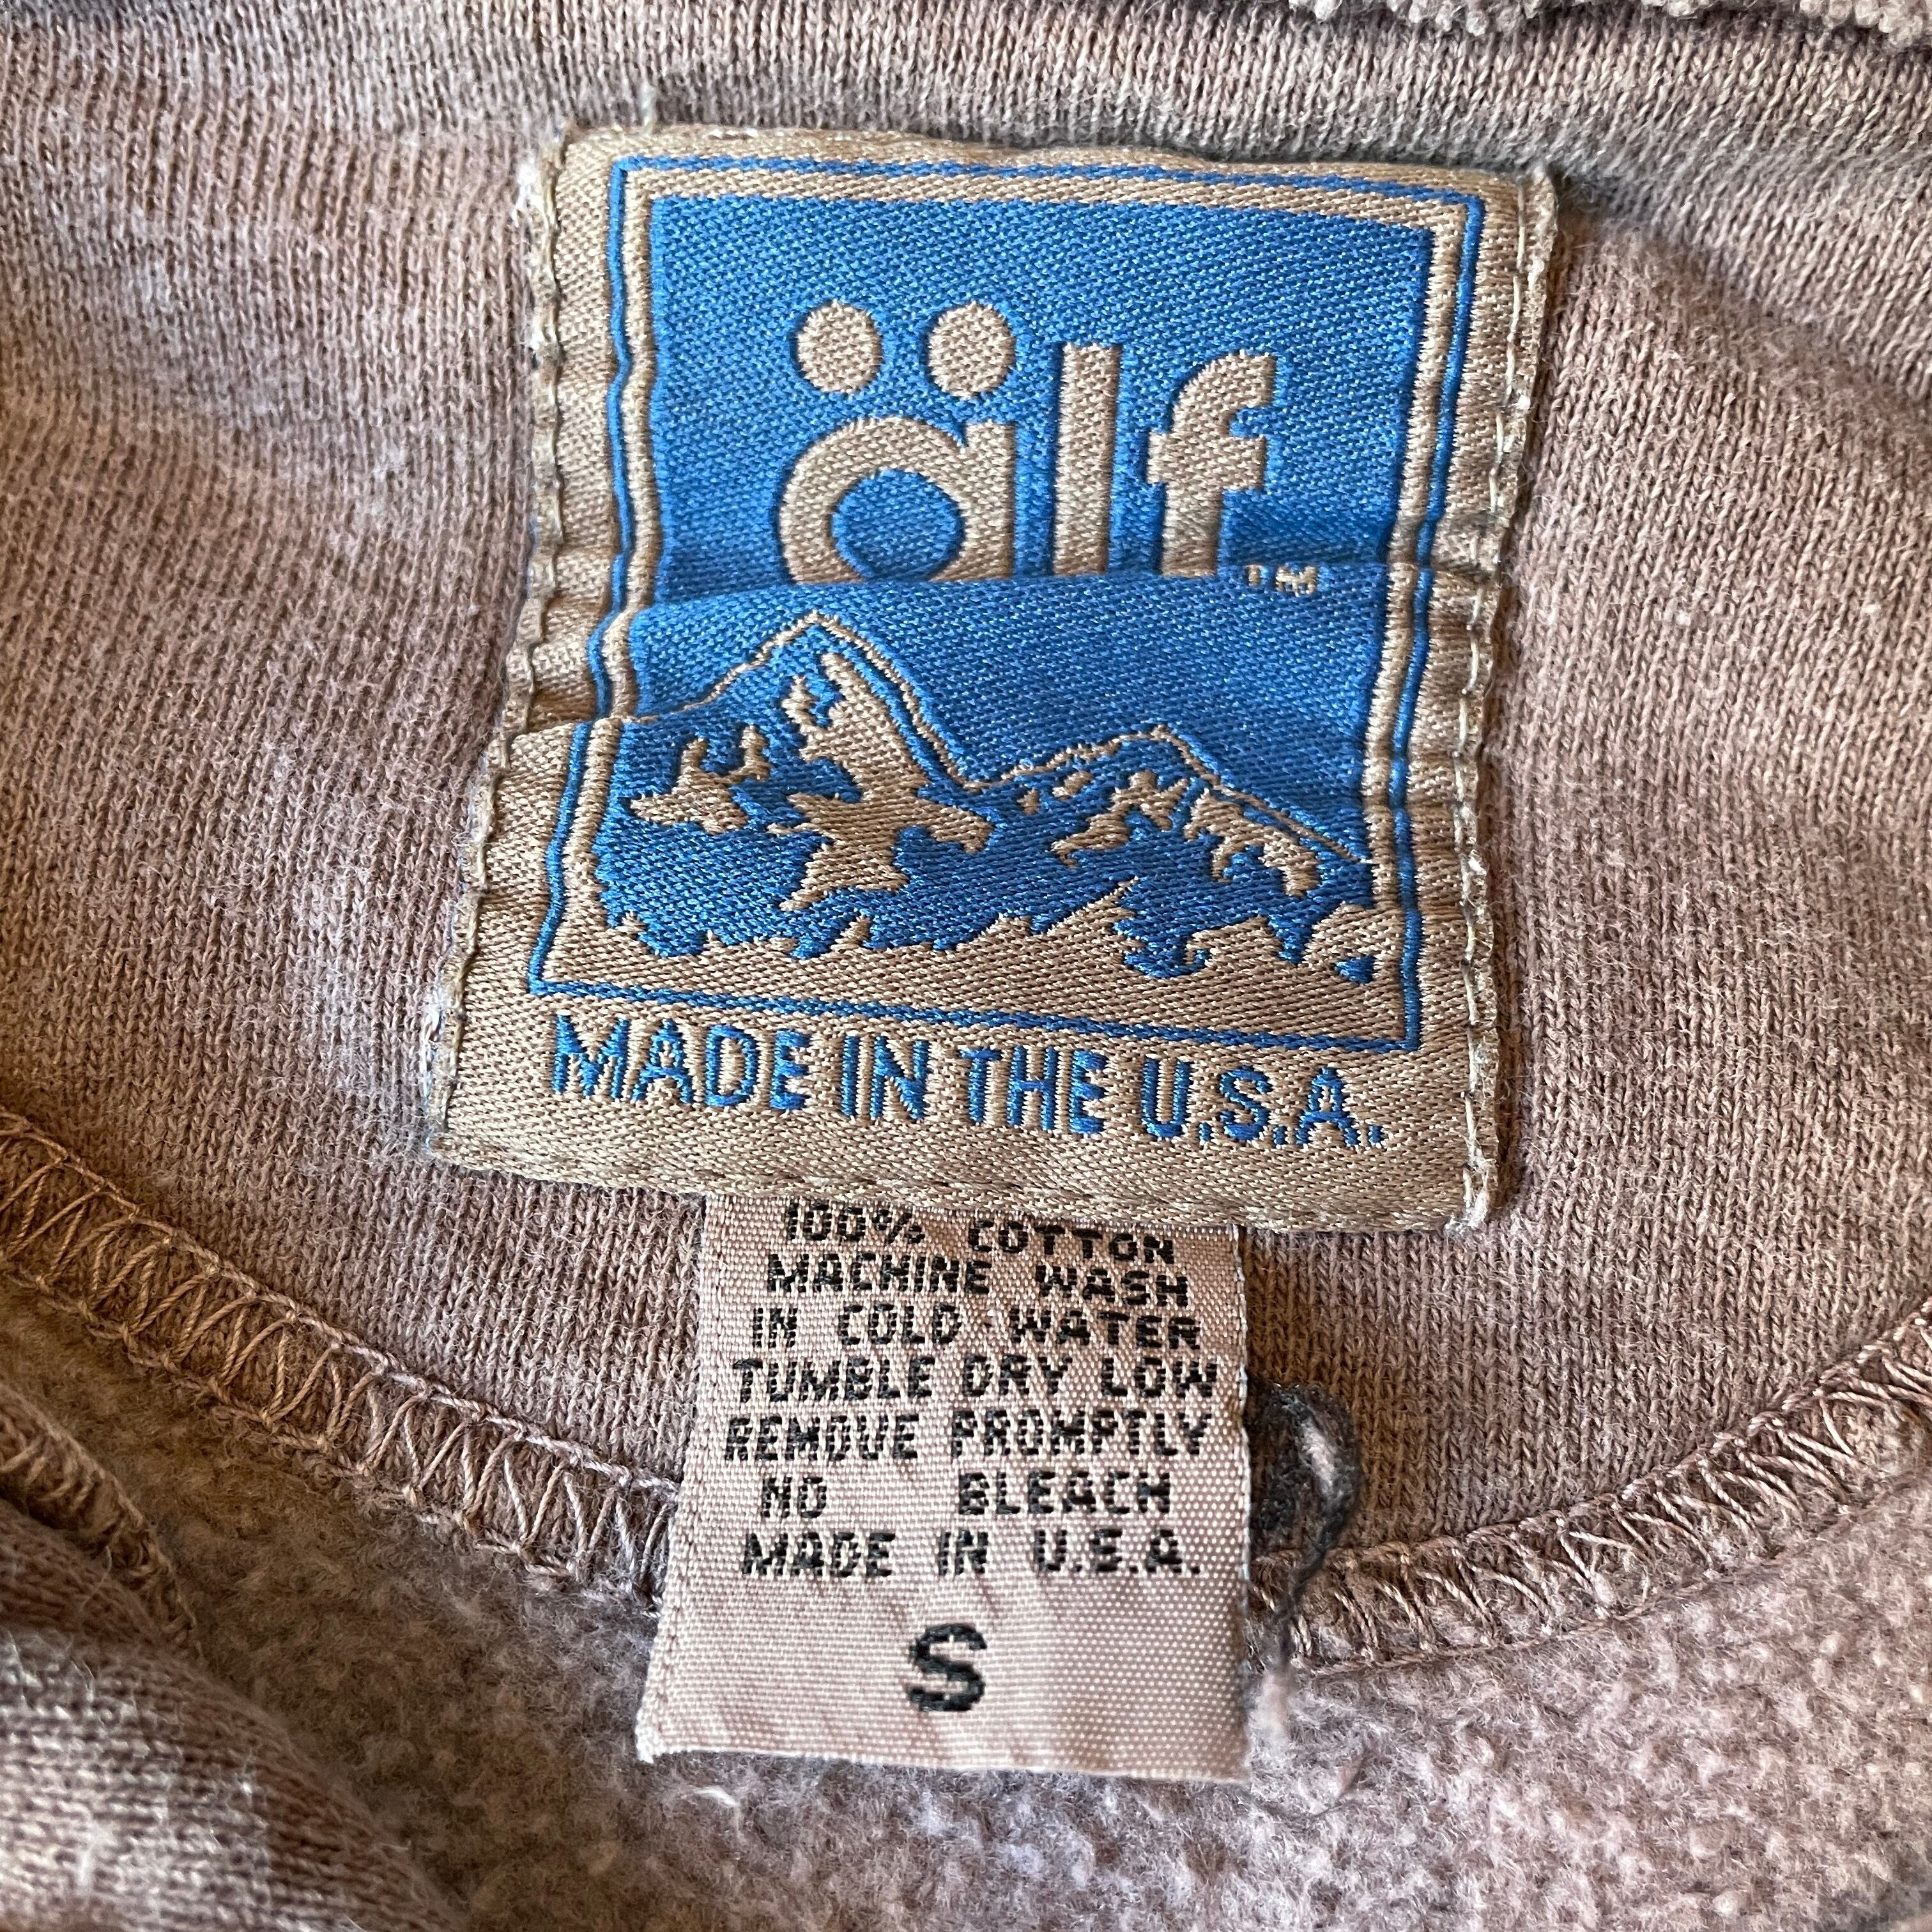 älf
MADE IN THE U.S.A.
100% COTTON
MACHINE WASH
IN COLD WATER
TUMBLE DRY LOW
REMOVE PROMPTLY
NO BLEACH
MADE IN U.S.A.
S